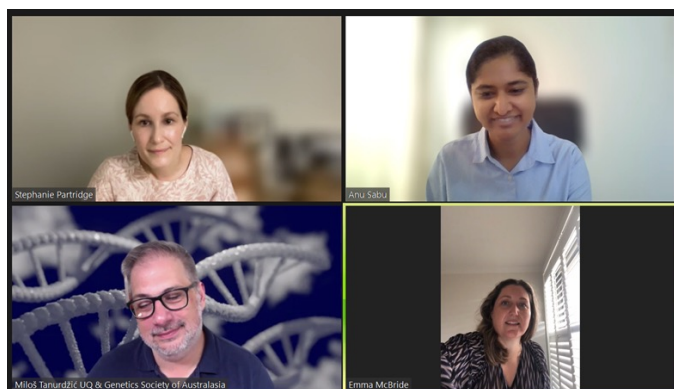 Stephanie Partridge
Anu Sabu
Miloš Tanurdžić UQ & Genetics Society of Australasia
Emma McBride